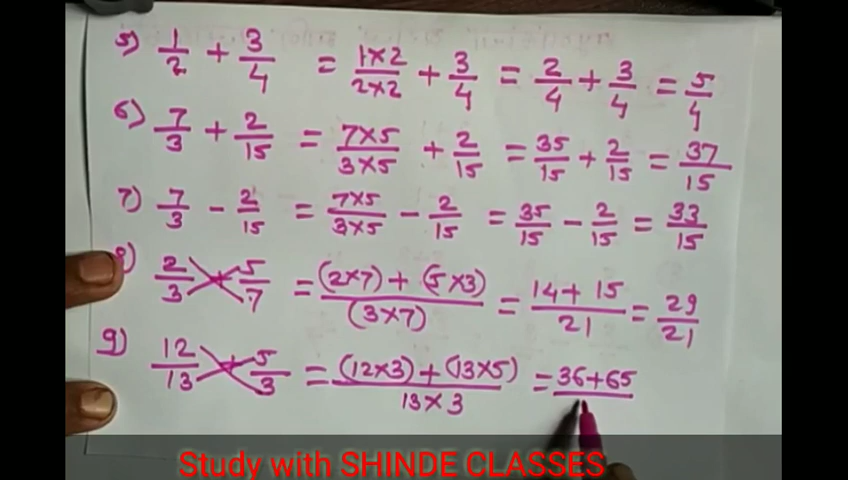 5) 1/2 + 3/4 = 1×2/2×2 + 3/4 = 2/4 + 3/4 = 5/4
6) 7/3 + 2/15 = 7×5/3×5 + 2/15 = 35/15 + 2/15 = 37/15
7) 7/3 - 2/15 = 7×5/3×5 - 2/15 = 35/15 - 2/15 = 33/15
8) 2/3 + 5/7 = (2×7) + (5×3)/(3×7) = 14 + 15/21 = 29/21
9) 12/13 + 5/3 = (12×3) + (13×5)/13×3 = 36+65
Study with SHINDE CLASSES